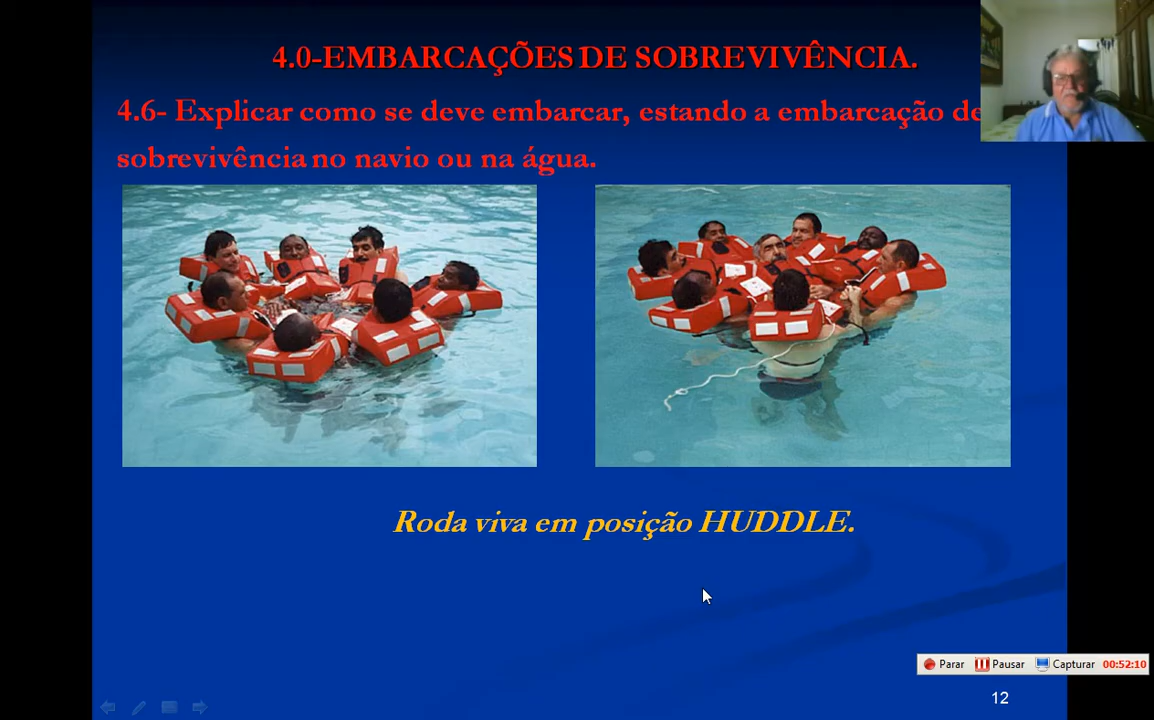 4.0-EMBARCAÇÕES DE SOBREVIVÊNCIA.
4.6- Explicar como se deve embarcar, estando a embarcação de
sobrevivência no navio ou na água.
Roda viva em posição HUDDLE.
Parar Pausar Capturar 00:52:10
12